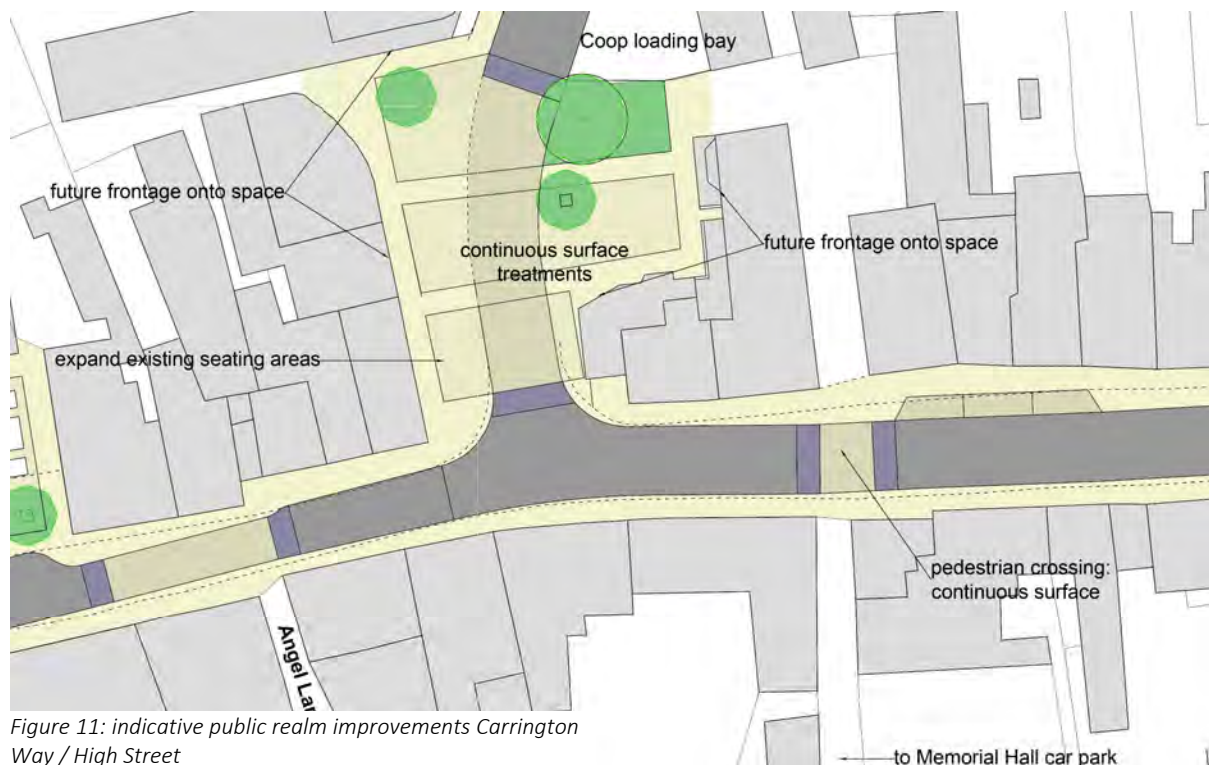 Coop loading bay
future frontage onto space
future frontage onto space
continuous surface
treatments
expand existing seating areas
pedestrian crossing:
continuous surface
Angel
to Memorial Hall car park
Figure 11: indicative public realm improvements Carrington
Way / High Street